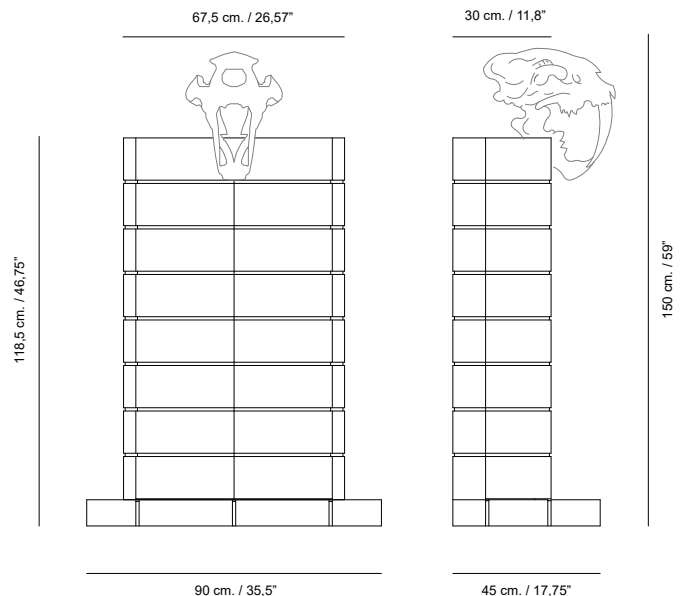 67,5 cm. / 26,57”
30 cm. / 11,8”
118,5 cm. / 46,75”
150 cm. / 59”
90 cm. / 35,5”
45 cm. / 17,75”